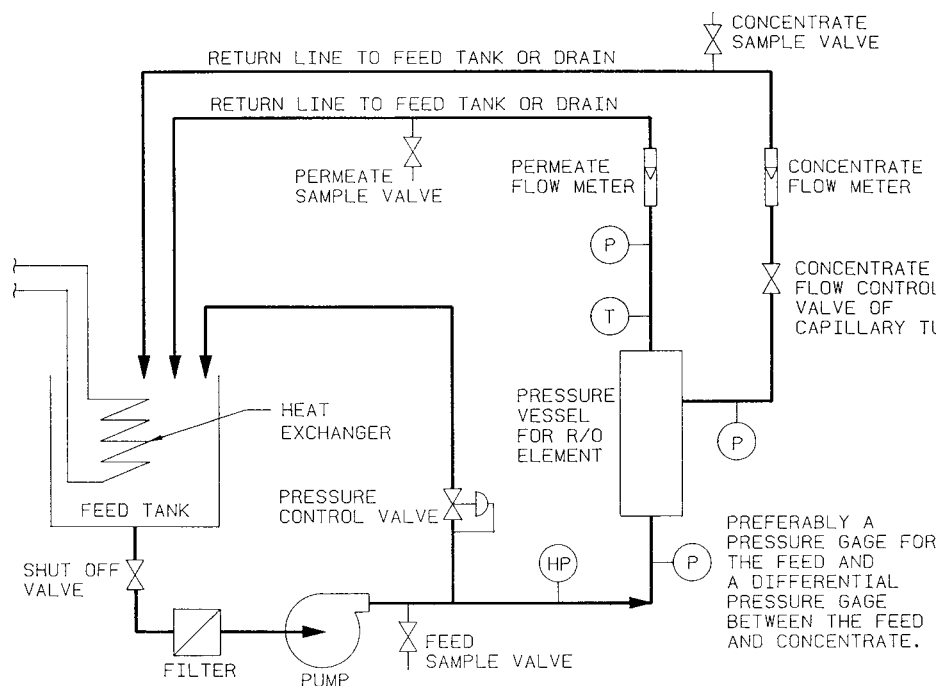 CONCENTRATE
SAMPLE VALVE
RETURN LINE TO FEED TANK OR DRAIN
RETURN LINE TO FEED TANK OR DRAIN
PERMEATE
SAMPLE VALVE
PERMEATE
FLOW METER
CONCENTRATE
FLOW METER
P
CONCENTRATE
FLOW CONTROL
VALVE OF
CAPILLARY
T
PRESSURE
VESSEL
FOR R/O
ELEMENT
P
HEAT
EXCHANGER
FEED TANK
PRESSURE
CONTROL VALVE
SHUT OFF
VALVE
FILTER
PUMP
FEED
SAMPLE VALVE
HP
P
PREFERABLY A
PRESSURE GAGE FOR
THE FEED AND
A DIFFERENTIAL
PRESSURE GAGE
BETWEEN THE FEED
AND CONCENTRATE.